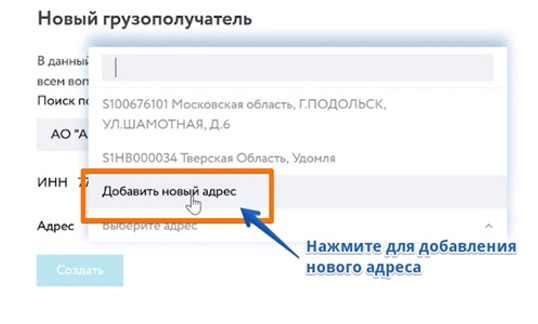 Новый грузополучатель
В данный
всем воп
Поиск по
S100676101 Московская область, Г.ПОДОЛЬСК,
УЛ.ШАМОТНАЯ, Д.6
АО "А
S1HB000034 Тверская Область, Удомля
ИНН 77
Добавить новый адрес
Адрес Выберите адрес
Нажмите для добавления
нового адреса
Создать